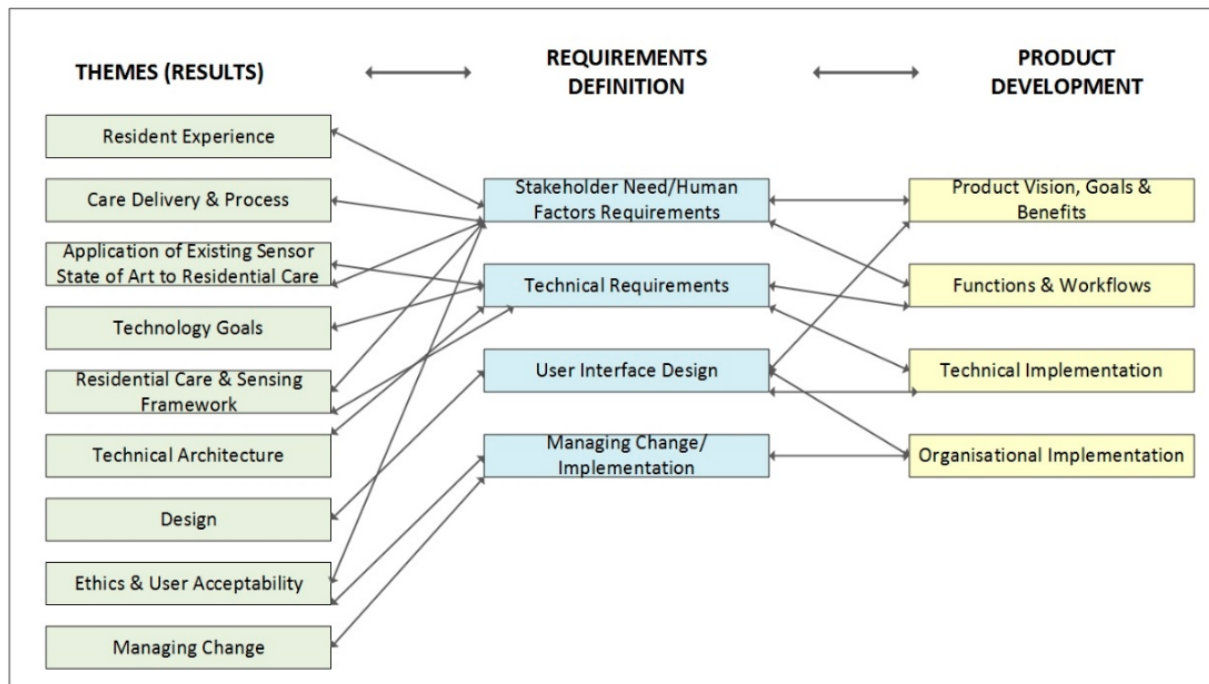 THEMES (RESULTS)
REQUIREMENTS
DEFINITION
PRODUCT
DEVELOPMENT
Resident Experience
Care Delivery & Process
Application of Existing Sensor
State of Art to Residential Care
Technology Goals
Residential Care & Sensing
Framework
Technical Architecture
Design
Ethics & User Acceptability
Managing Change
Stakeholder Need/Human
Factors Requirements
Technical Requirements
User Interface Design
Managing Change/
Implementation
Product Vision, Goals &
Benefits
Functions & Workflows
Technical Implementation
Organisational Implementation